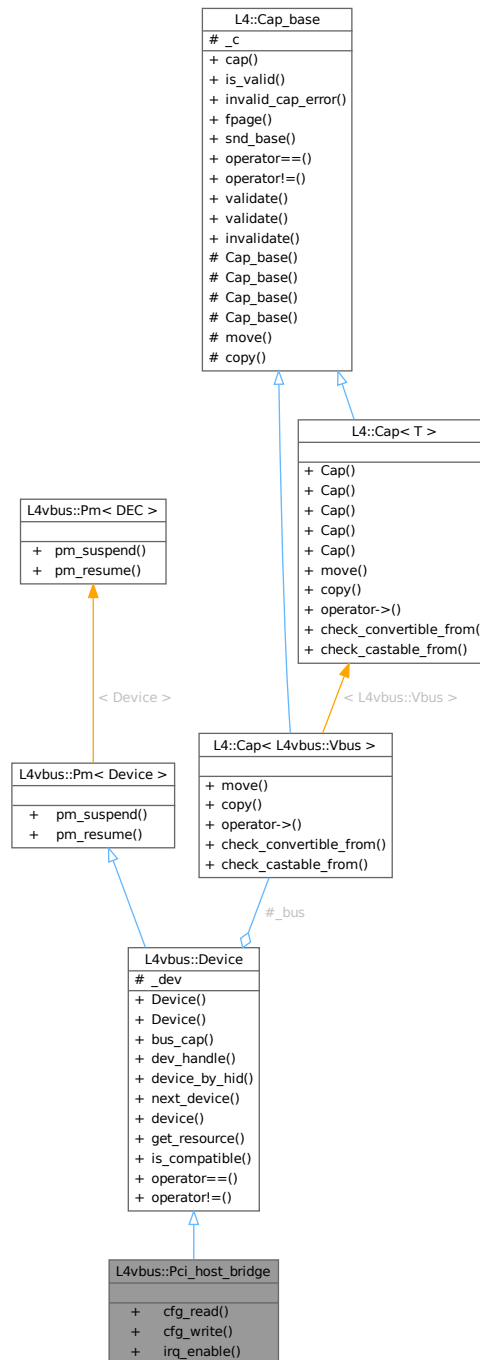 L4::Cap_base
# _c
+ cap()
+ is_valid()
+ invalid_cap_error()
+ fpage()
+ snd_base()
+ operator==()
+ operator!=()
+ validate()
+ validate()
+ invalidate()
# Cap_base()
# Cap_base()
# Cap_base()
# Cap_base()
# move()
# copy()
L4::Cap< T >
+ Cap()
+ Cap()
+ Cap()
+ Cap()
+ Cap()
+ move()
+ copy()
+ operator->()
+ check_convertible_from()
+ check_castable_from()
L4vbus::Pm< DEC >
+ pm_suspend()
+ pm_resume()
< Device >
< L4vbus::Vbus >
L4::Cap< L4vbus::Vbus >
+ move()
+ copy()
+ operator->()
+ check_convertible_from()
+ check_castable_from()
L4vbus::Pm< Device >
+ pm_suspend()
+ pm_resume()
#_bus
L4vbus::Device
# _dev
+ Device()
+ Device()
+ bus_cap()
+ dev_handle()
+ device_by_hid()
+ next_device()
+ device()
+ get_resource()
+ is_compatible()
+ operator==()
+ operator!=()
L4vbus::Pci_host_bridge
+ cfg_read()
+ cfg_write()
+ irq_enable()